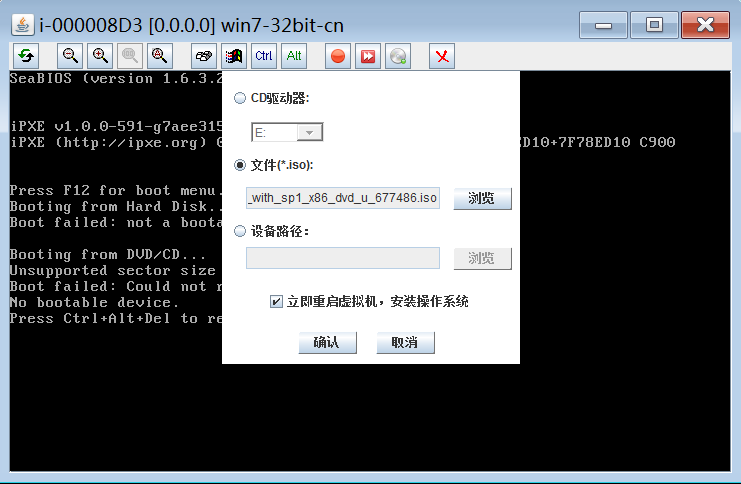 i-000008D3 [0.0.0.0] win7-32bit-cn
Ctrl Alt
SeaBIOS (version 1.6.3.2
CD驱动器:
E:
iPXE v1.0.0-591-g7aee315
iPXE (http://ipxe.org) ED10+7F78ED10 C900
文件(*.iso):
Press F12 for boot menu.
_with_sp1_x86_dvd_u_677486.iso 浏览
Booting from Hard Disk..
Boot failed: not a boota
设备路径:
Booting from DVD/CD...
浏览
Unsupported sector size
Boot failed: Could not r
No bootable device.
立即重启虚拟机，安装操作系统
Press Ctrl+Alt+Del to re
确认 取消